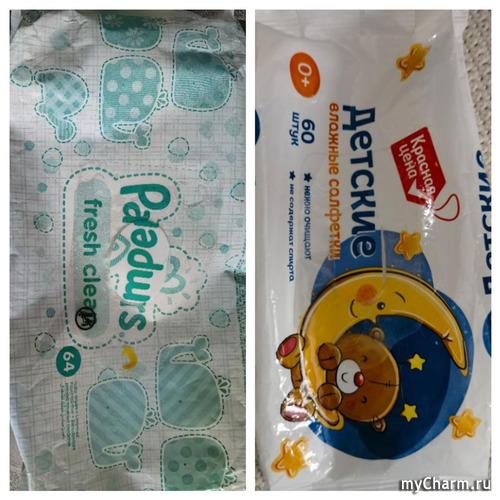 Pampers
fresh clean
64
0+
60
штук
Детские
влажные салфетки
• нежно очищают
• не содержат спирта
Красная
цена
myCharm.ru